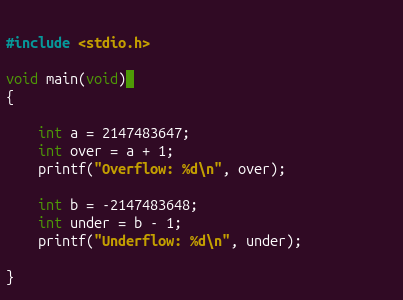 #include <stdio.h>
void main(void)
{
int a = 2147483647;
int over = a + 1;
printf("Overflow: %d\n", over);
int b = -2147483648;
int under = b - 1;
printf("Underflow: %d\n", under);
}